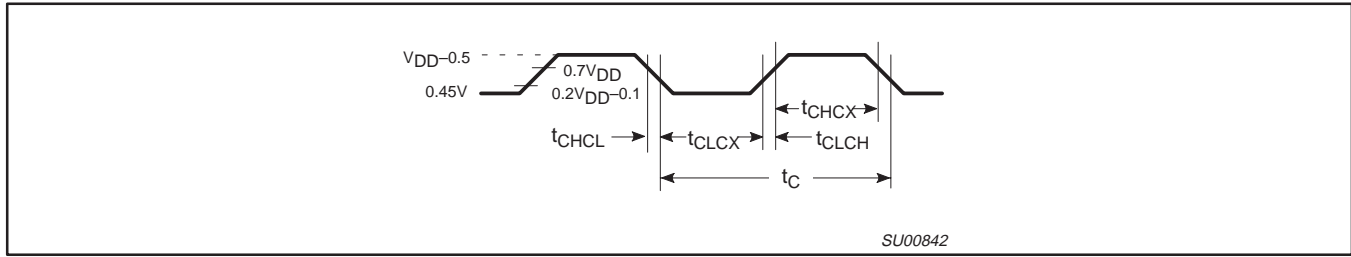 VDD–0.5
0.7VDD
0.45V
0.2VDD–0.1
tCHCX
tCHCL
tCLCX
tCLCH
tC
SU00842